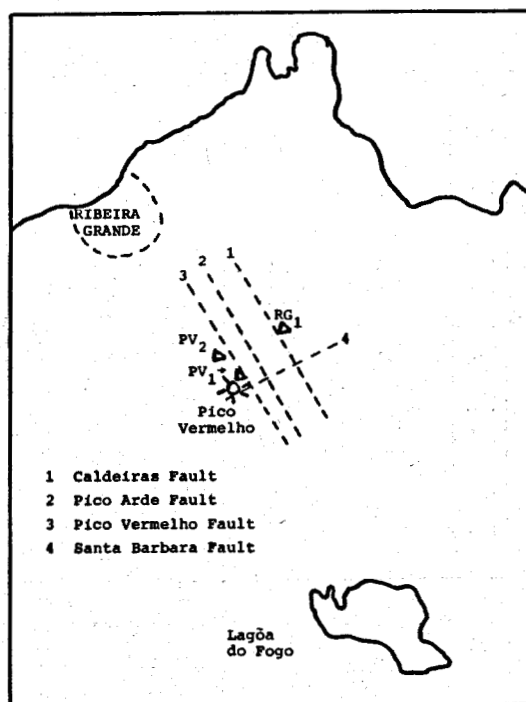 RIBEIRA
GRANDE
1
2
3
RG1
4
PV2
PV1
Pico
Vermelho
1 Caldeiras Fault
2 Pico Arde Fault
3 Pico Vermelho Fault
4 Santa Barbara Fault
Lagõa
do Fogo